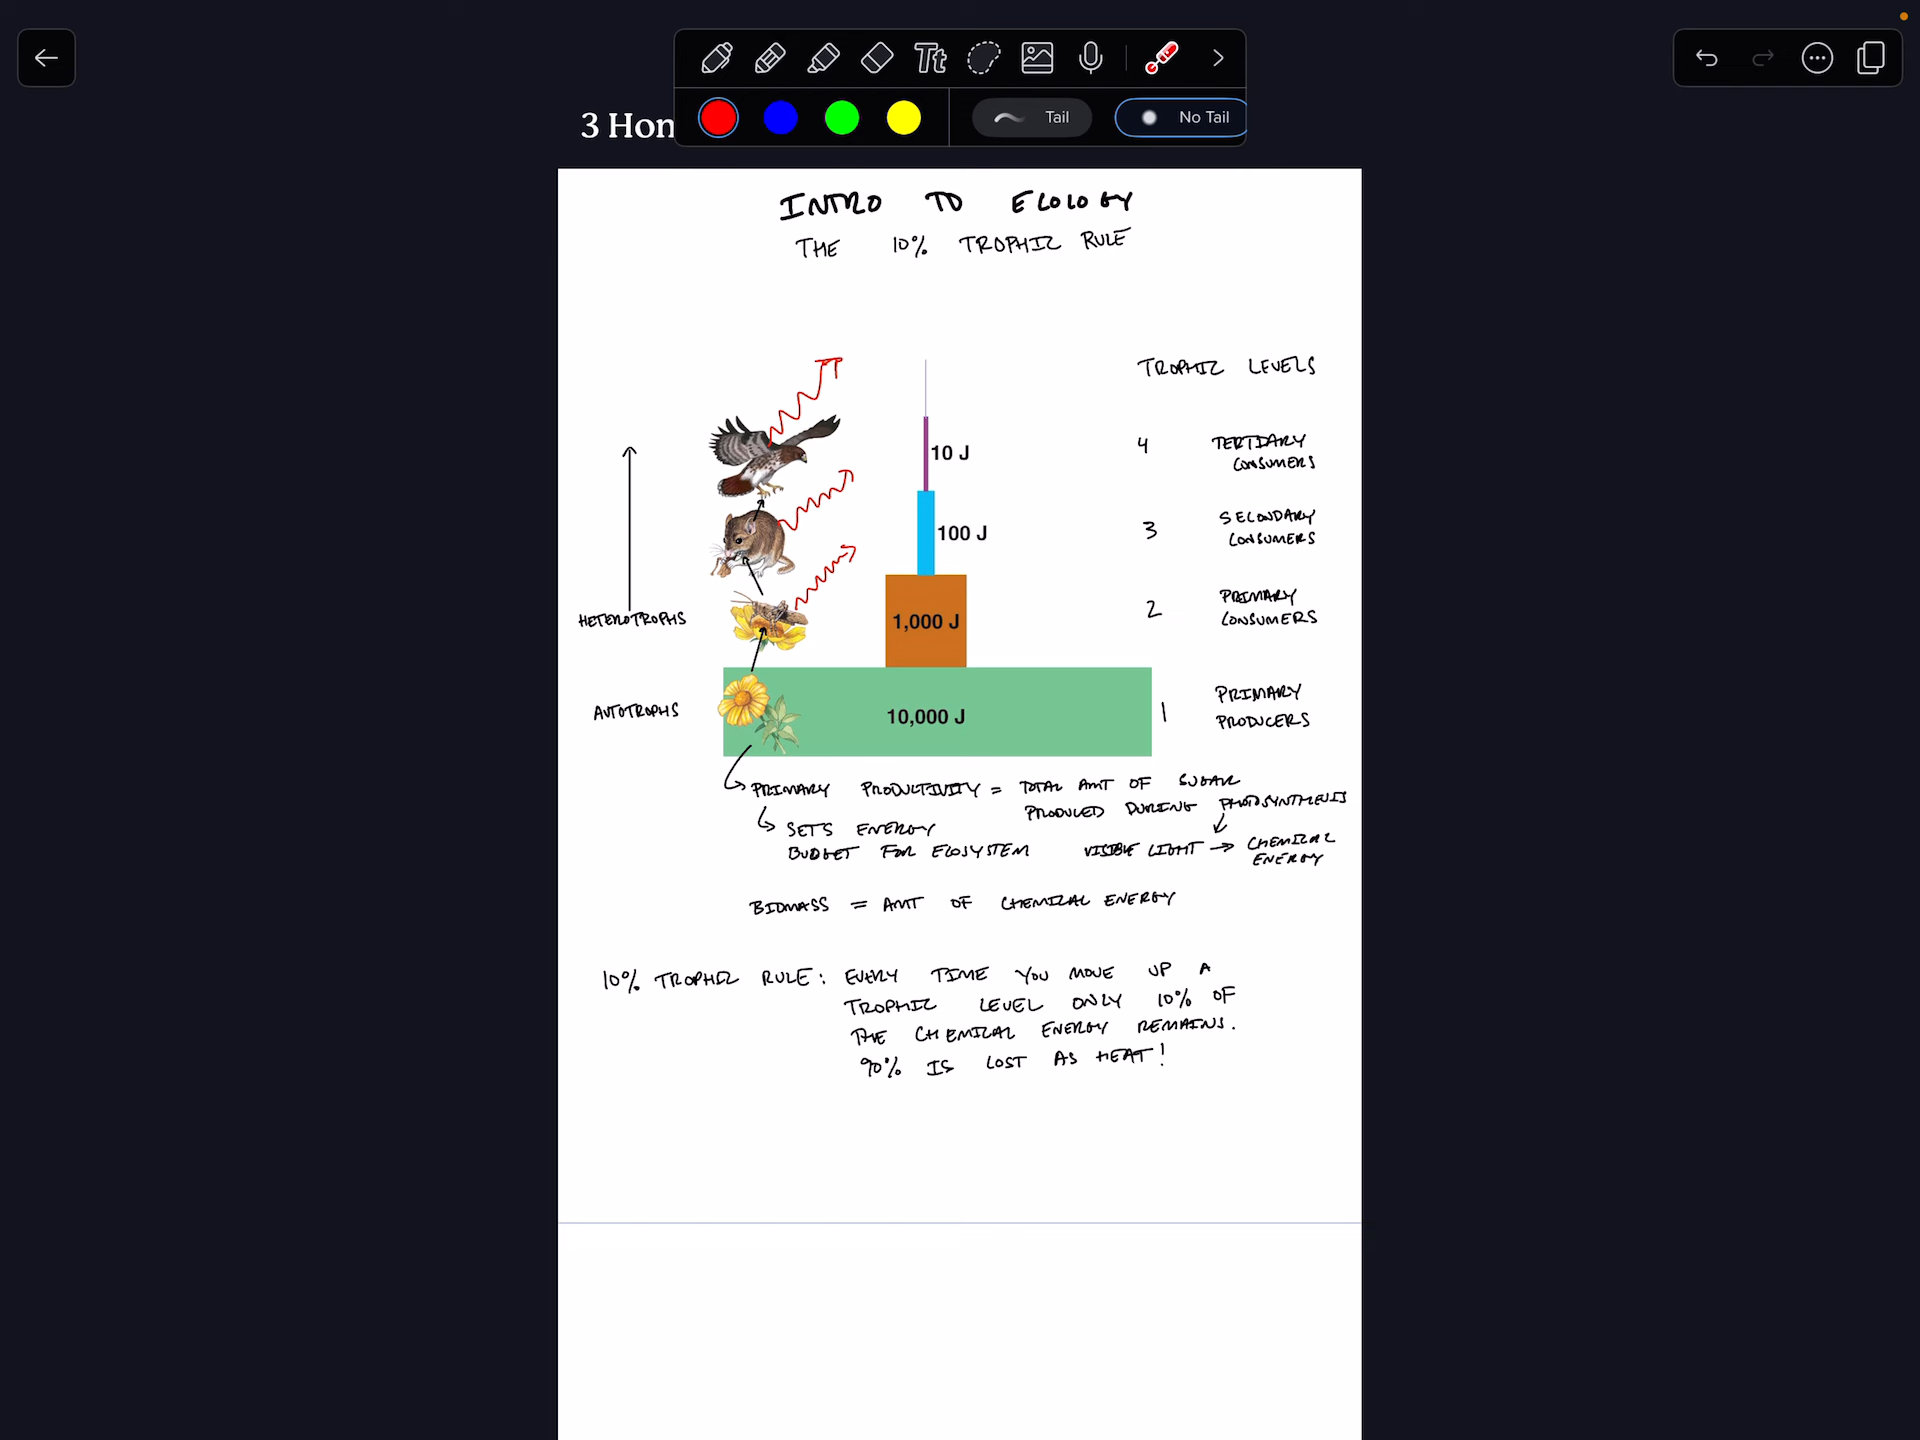 Tt
Tail
No Tail
3 Hon
INTRO TO ECOLOGY
THE 10% TROPHIC RULE
TROPHIC LEVELS
10 J
4 TERTIARY
CONSUMERS
100 J
3 SECONDARY
CONSUMERS
HETEROTROPHS
1,000 J
2 PRIMARY
CONSUMERS
AUTOTROPHS
10,000 J
1 PRIMARY
PRODUCERS
PRIMARY PRODUCTIVITY = TOTAL AMT OF SUGAR
PRODUCED DURING PHOTOSYNTHESIS
SETS ENERGY
BUDGET FOR ECOSYSTEM
VISIBLE LIGHT → CHEMICAL
ENERGY
BIOMASS = AMT OF CHEMICAL ENERGY
10% TROPHIC RULE: EVERY TIME YOU MOVE UP A
TROPHIC LEVEL ONLY 10% OF
THE CHEMICAL ENERGY REMAINS.
90% IS LOST AS HEAT!